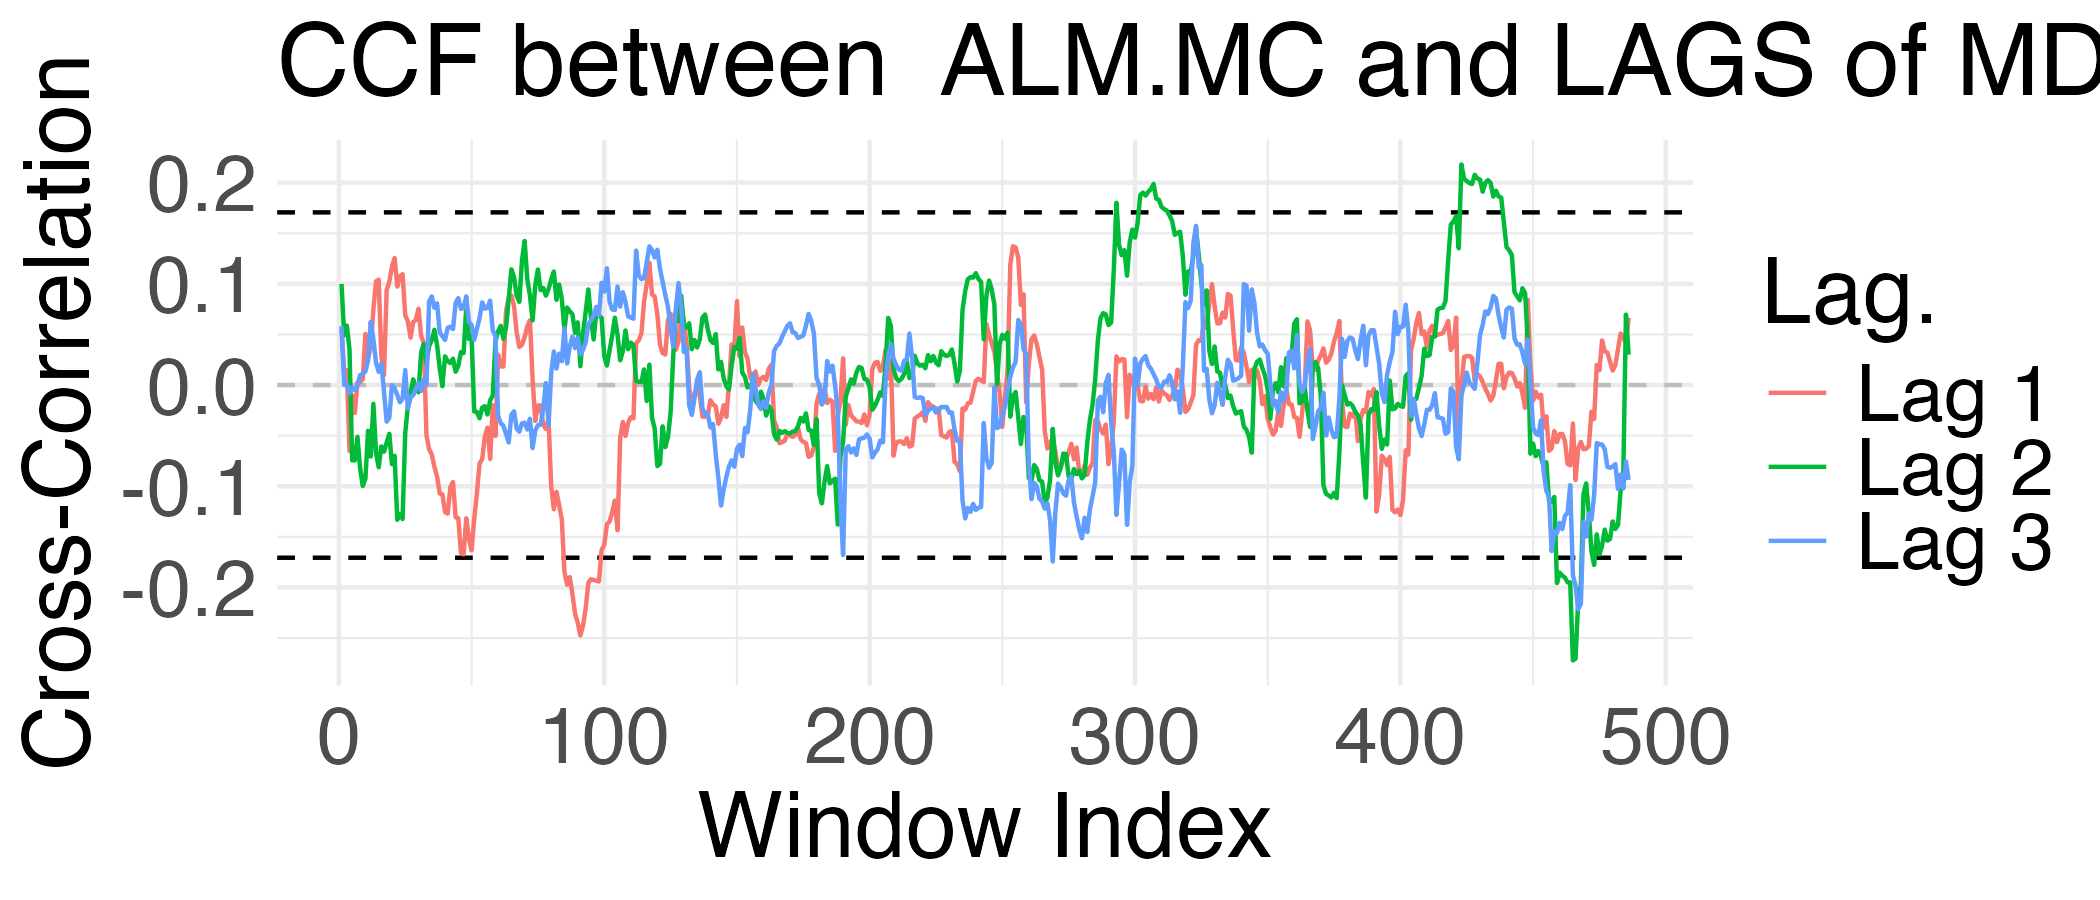 CCF between ALM.MC and LAGS of MD
Cross-Correlation
0.2
0.1
0.0
-0.1
-0.2
0 100 200 300 400 500
Window Index
Lag.
Lag 1
Lag 2
Lag 3